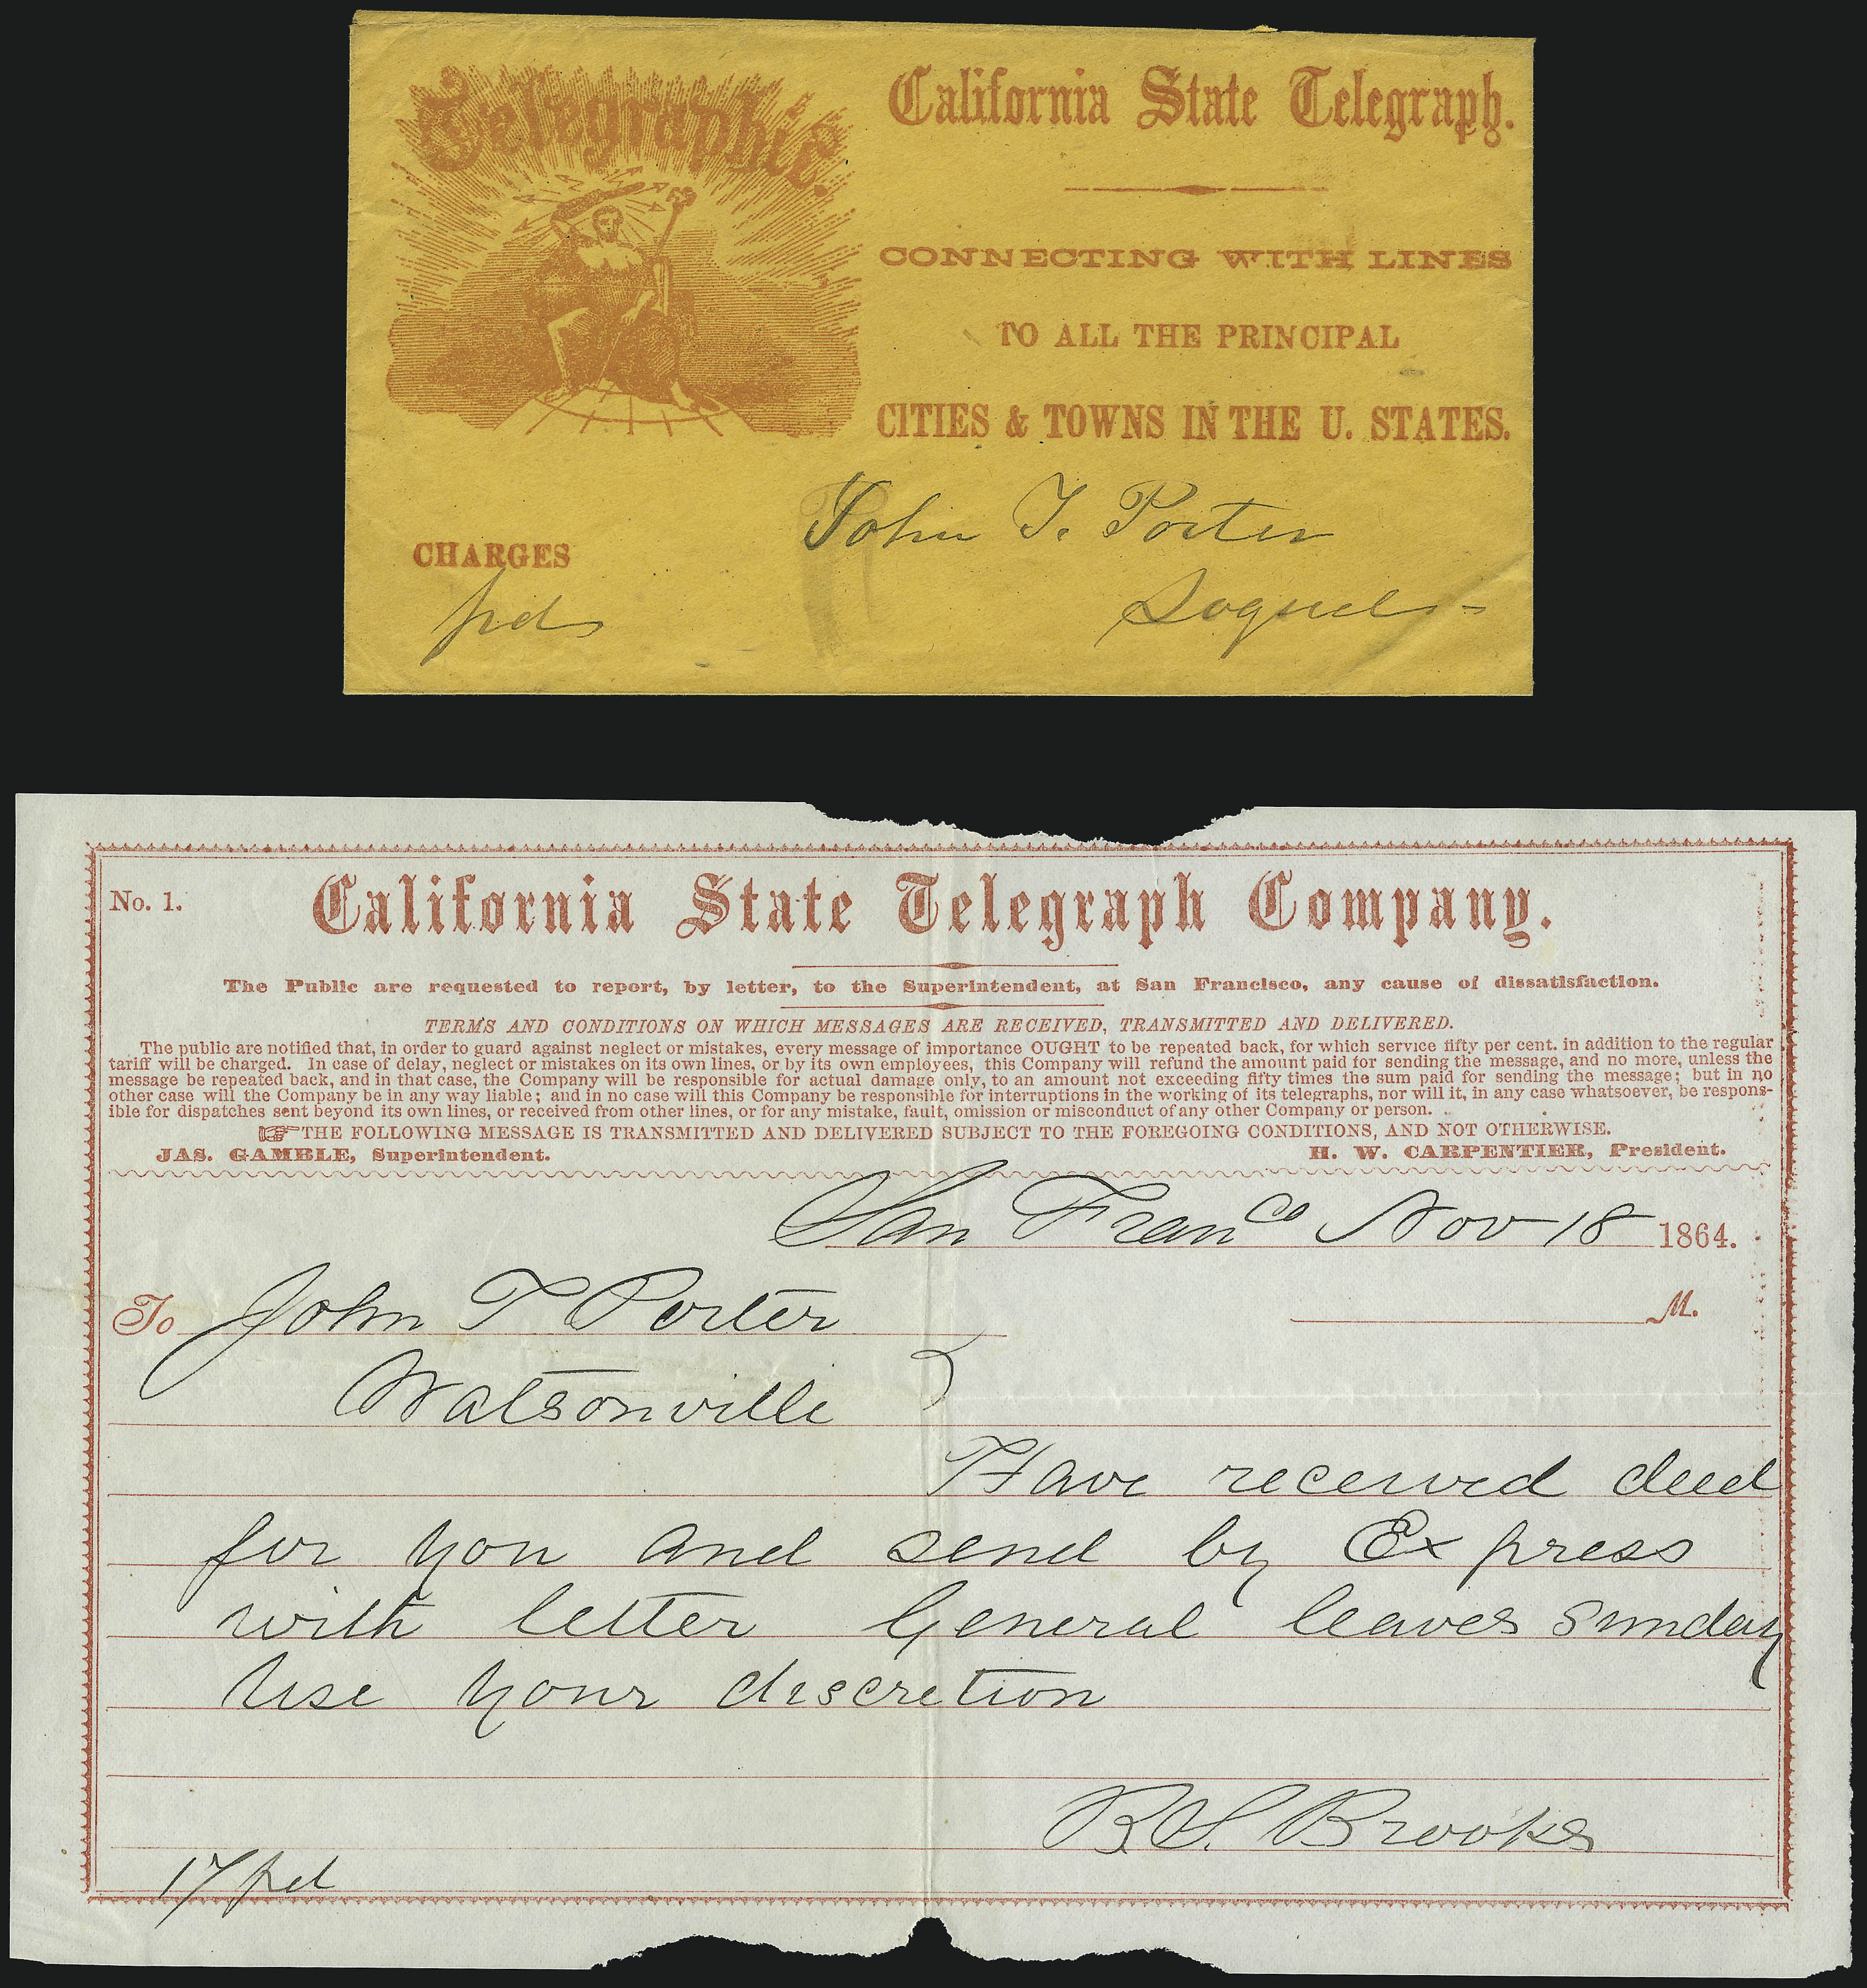 Telegraphic.
California State Telegraph.
CONNECTING WITH LINES
TO ALL THE PRINCIPAL
CITIES & TOWNS IN THE U. STATES.
John T. Porter
CHARGES
pd
Soquel
No. 1.
California State Telegraph Company.
The Public are requested to report, by letter, to the Superintendent, at San Francisco, any cause of dissatisfaction.
TERMS AND CONDITIONS ON WHICH MESSAGES ARE RECEIVED, TRANSMITTED AND DELIVERED.
The public are notified that, in order to guard against neglect or mistakes, every message of importance OUGHT to be repeated back, for which service fifty per cent. in addition to the regular
tariff will be charged. In case of delay, neglect or mistakes on its own lines, or by its own employees, this Company will refund the amount paid for sending the message, and no more, unless the
message be repeated back, and in that case, the Company will be responsible for actual damage only, to an amount not exceeding fifty times the sum paid for sending the message; but in no
other case will the Company be in any way liable; and in no case will this Company be responsible for interruptions in the working of its telegraphs, nor will it, in any case whatsoever, be respons-
ible for dispatches sent beyond its own lines, or received from other lines, or for any mistake, fault, omission or misconduct of any other Company or person.
☞ THE FOLLOWING MESSAGE IS TRANSMITTED AND DELIVERED SUBJECT TO THE FOREGOING CONDITIONS, AND NOT OTHERWISE.
JAS. GAMBLE, Superintendent. H. W. CARPENTIER, President.
San Franco Nov 18 1864.
To John T Porter M.
Watsonville
Have received deed
for you and send by Express
with letter General leaves Sunday
Use your discretion
R.S. Brooks
17 pd